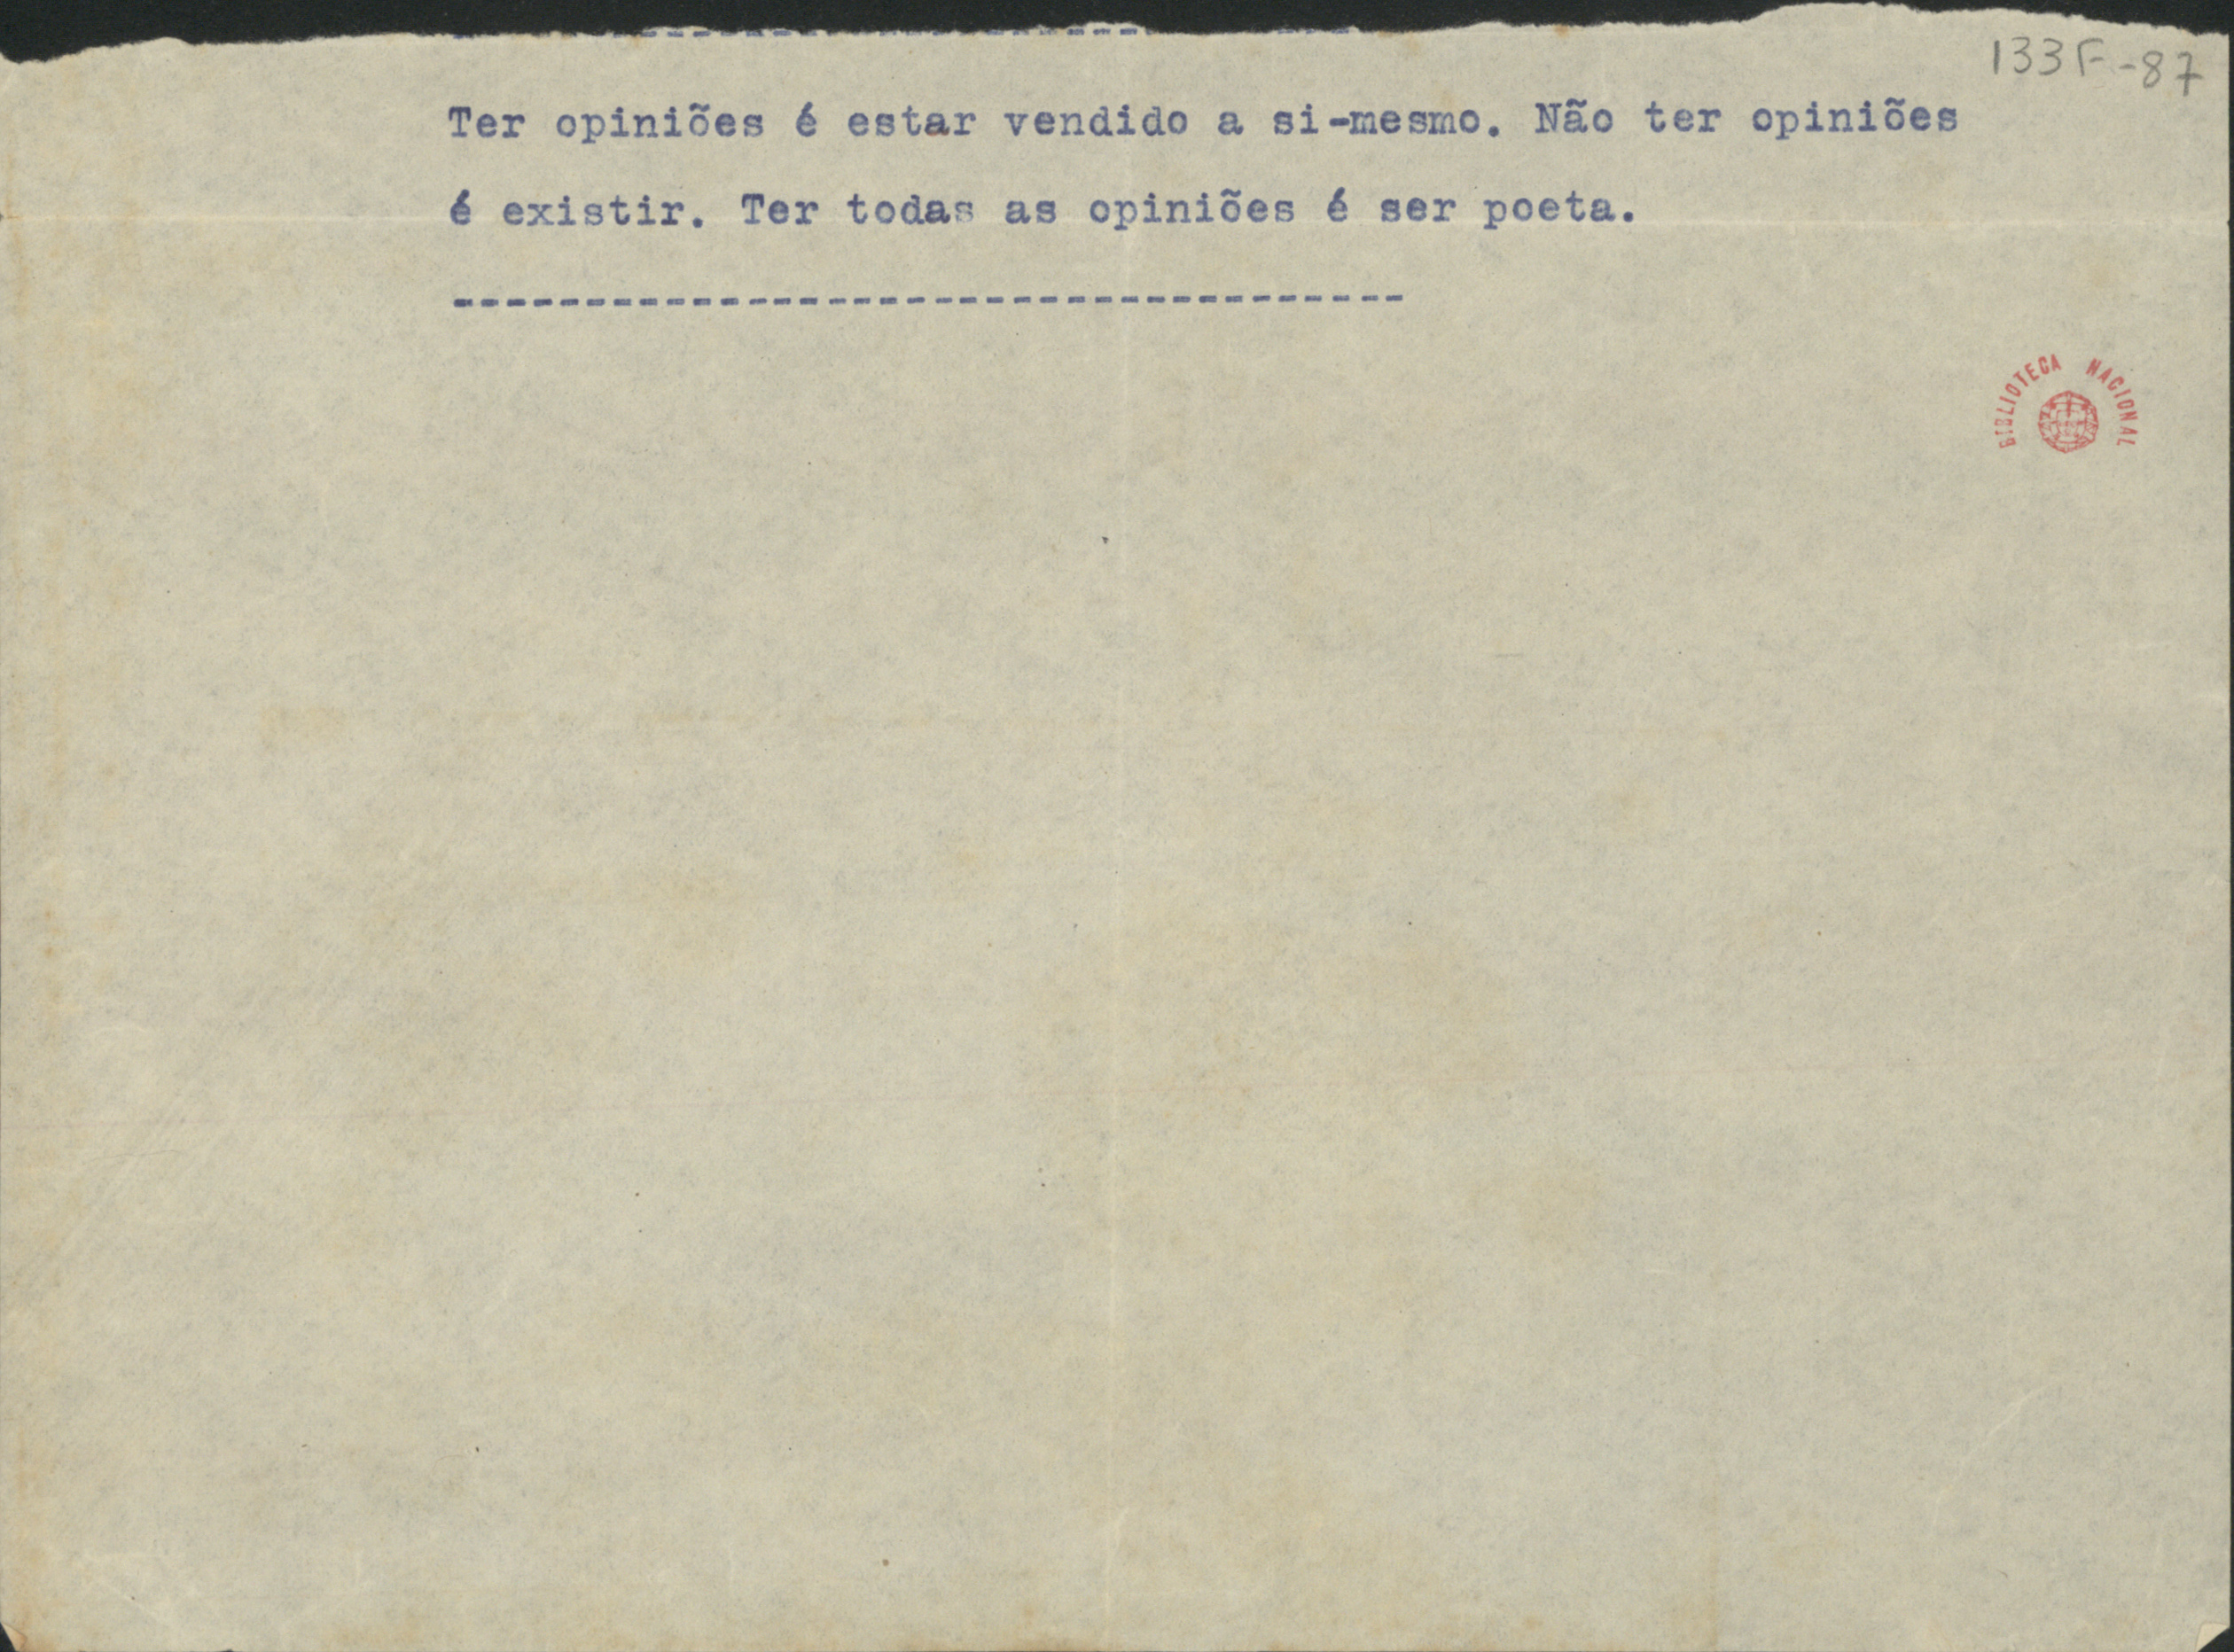 133F-87
Ter opiniões é estar vendido a si-mesmo. Não ter opiniões
é existir. Ter todas as opiniões é ser poeta.
------------------------------------
BIBLIOTECA NACIONAL